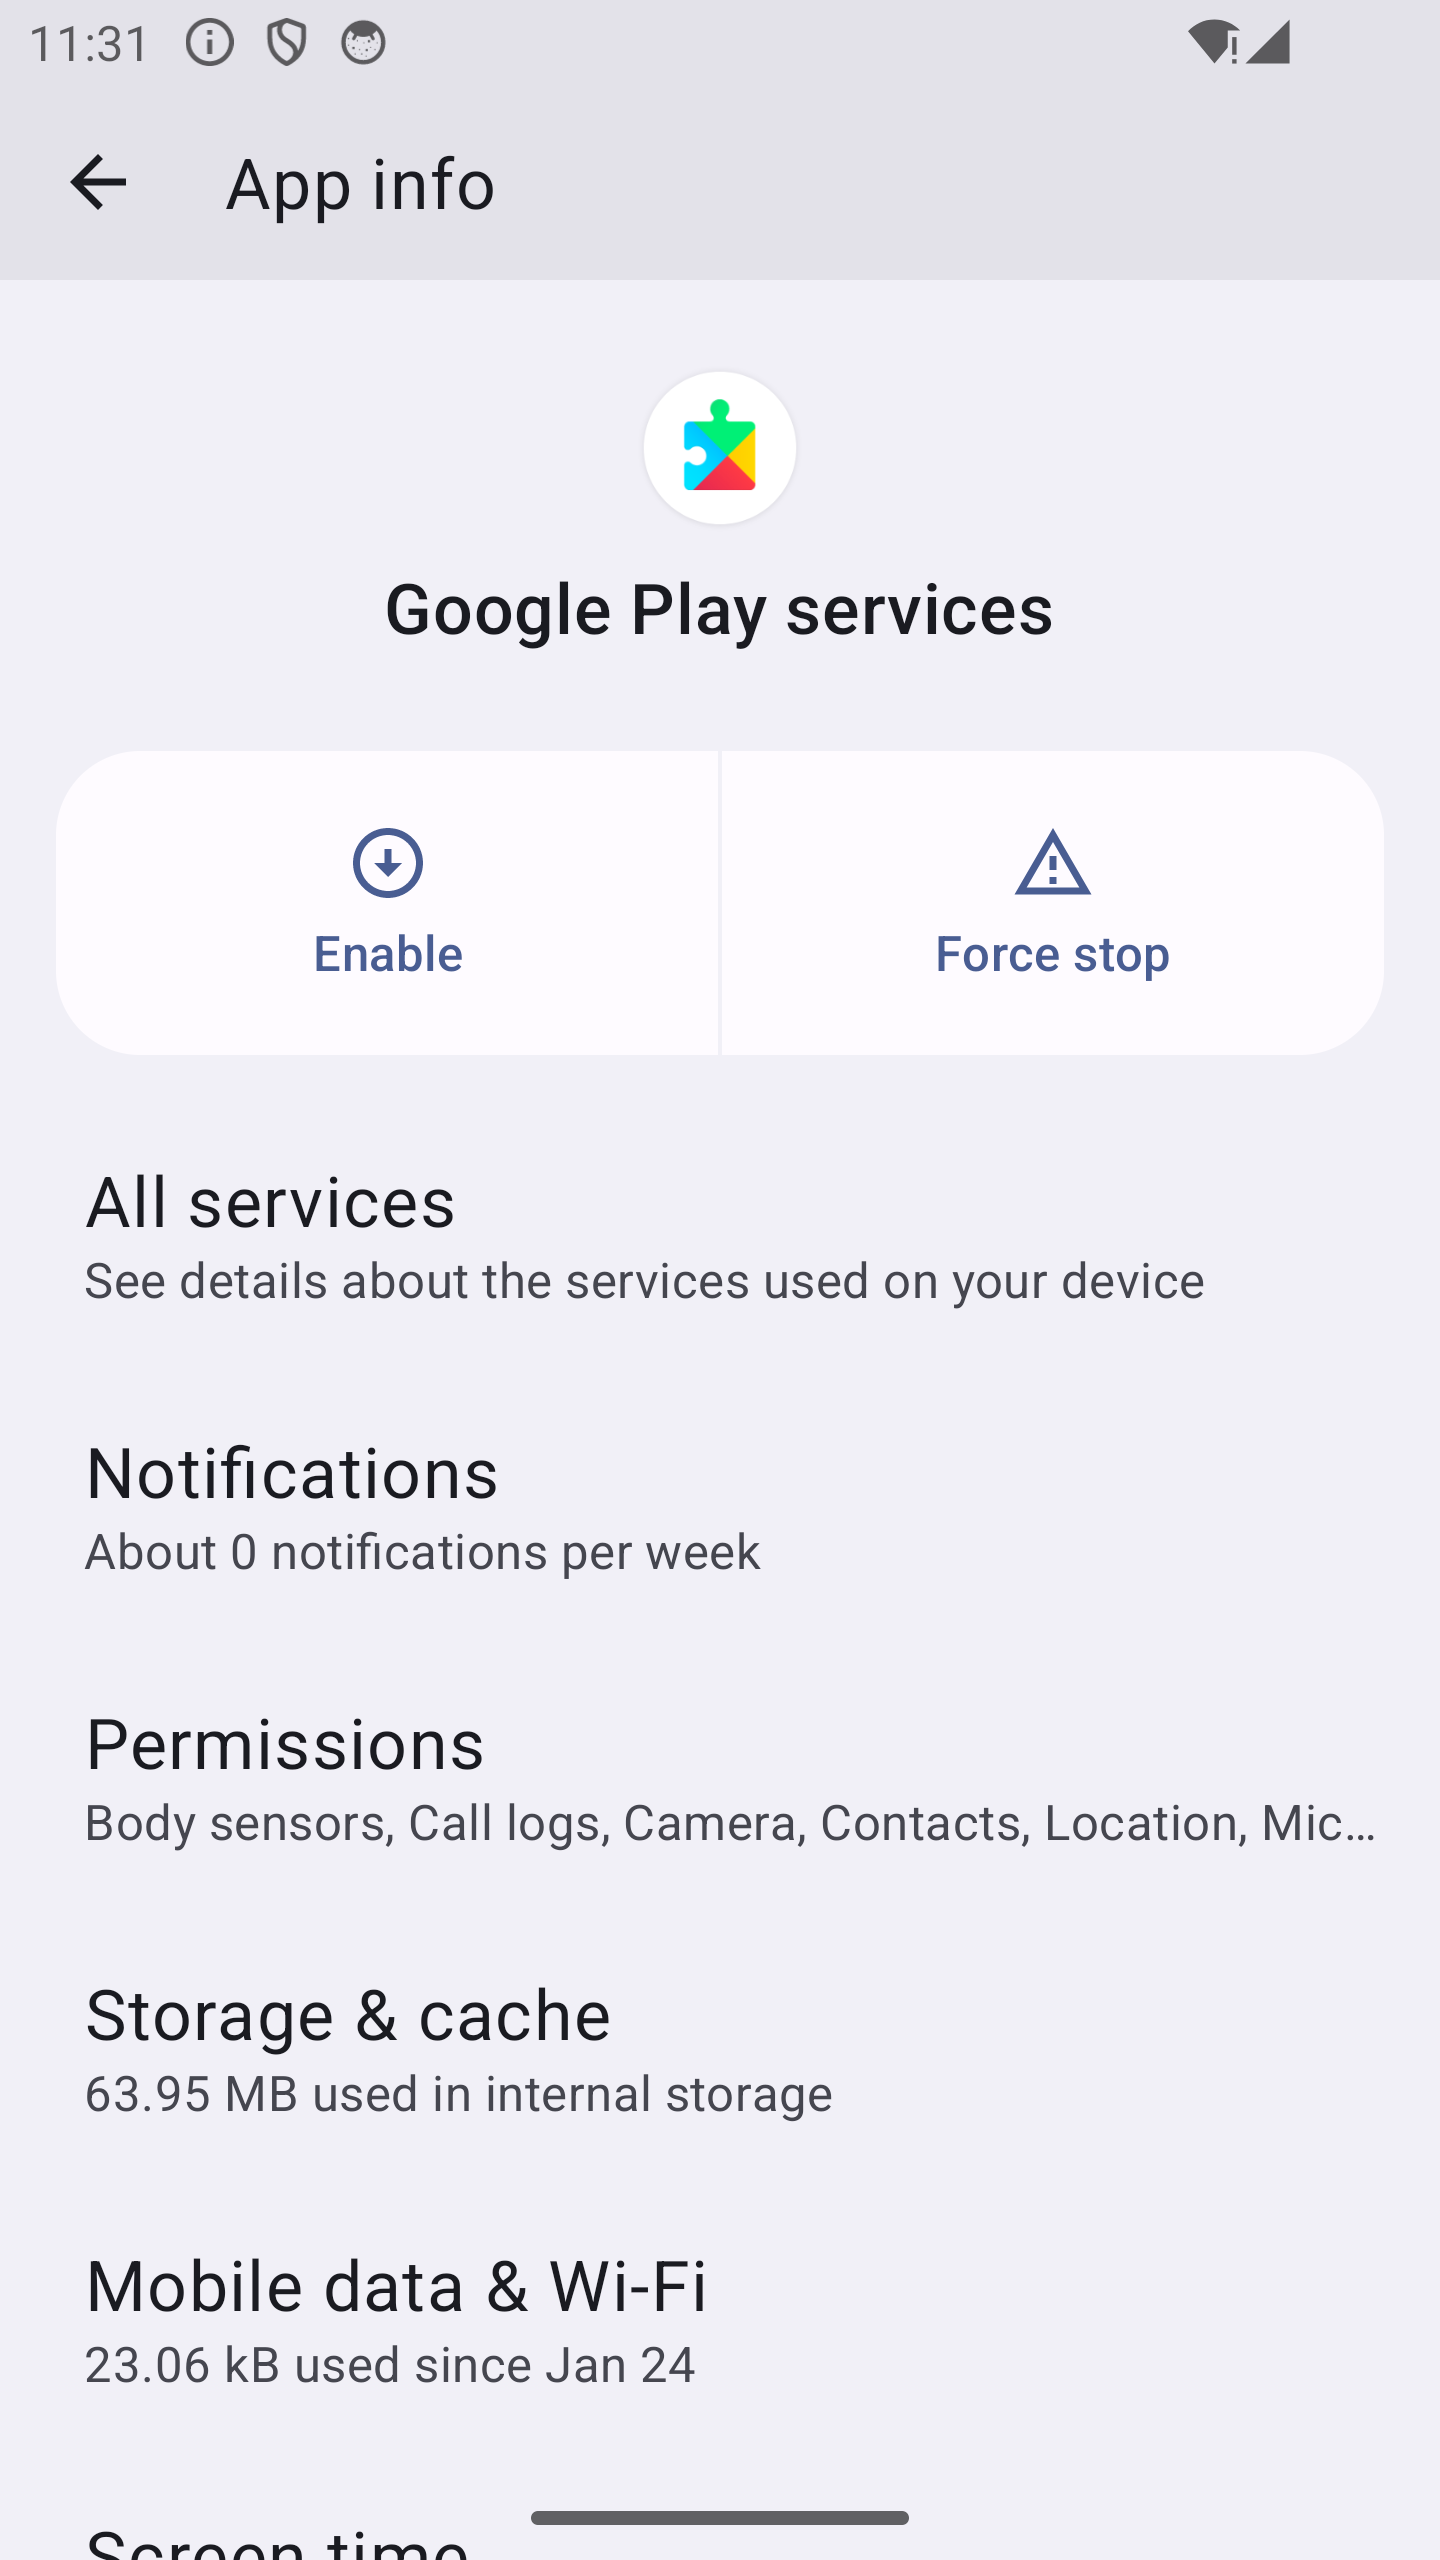 11:31
App info
Google Play services
Enable
Force stop
All services
See details about the services used on your device
Notifications
About 0 notifications per week
Permissions
Body sensors, Call logs, Camera, Contacts, Location, Mic…
Storage & cache
63.95 MB used in internal storage
Mobile data & Wi-Fi
23.06 kB used since Jan 24
Screen time